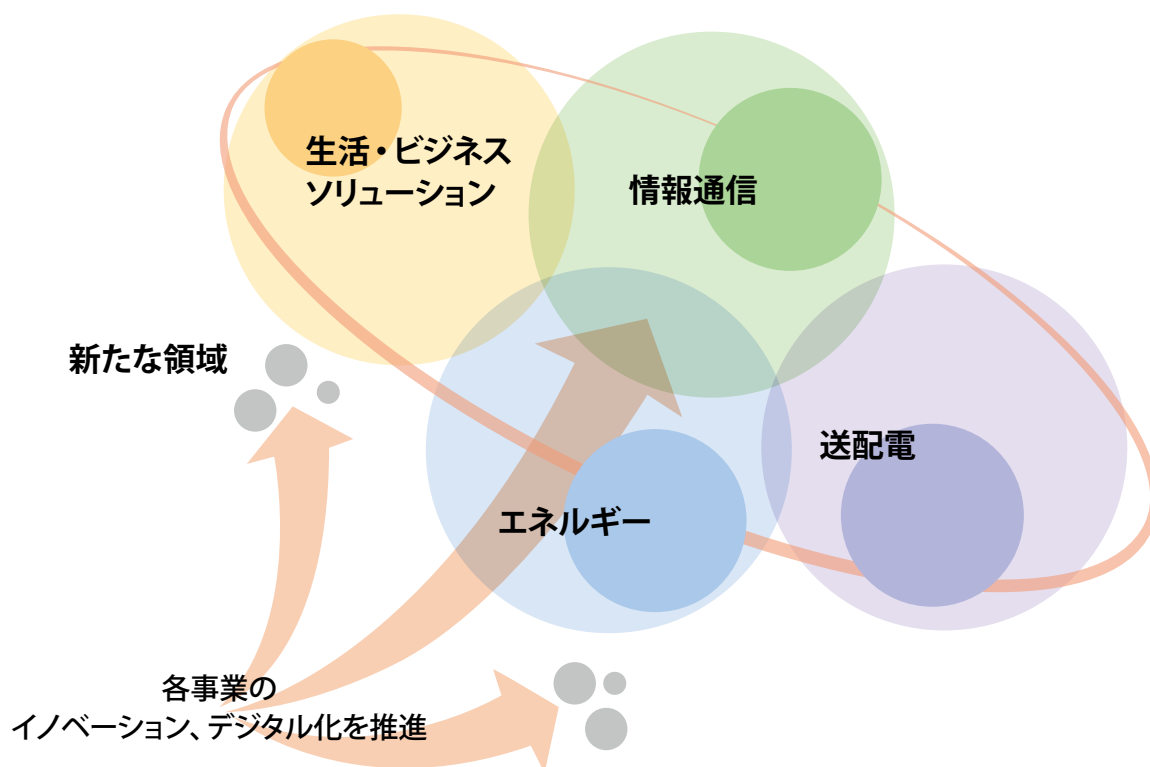 生活・ビジネス
ソリューション
情報通信
新たな領域
送配電
エネルギー
各事業の
イノベーション、デジタル化を推進